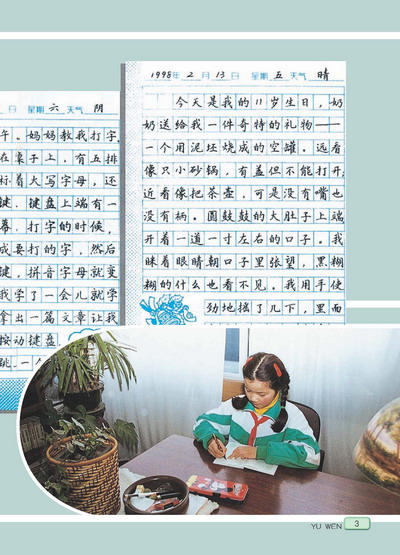 日 星期 六 天气 阴
午。妈妈教我打字，
在桌子上，有五排
标着大写字母，还
键。键盘上端有一
幕。打字的时候，
成要打的字，然后
键，拼音字母就变
我学了一会儿就学
拿出一篇文章让我
按动键盘
跳。一
1998年 2 月 13 日 星期 五 天气 晴
今天是我的11岁生日，奶
奶送给我一件奇特的礼物——
一个用泥坯烧成的空罐。远看
像只小砂锅，有盖但不能打开；
近看像把茶壶，可是没有嘴也
没有柄。圆鼓鼓的大肚子上端
开着一道一寸左右的口子。我
眯着眼睛朝口子里张望，黑糊
糊的什么也看不见。我用手使
劲地摇了几下，里面
YU WEN 3